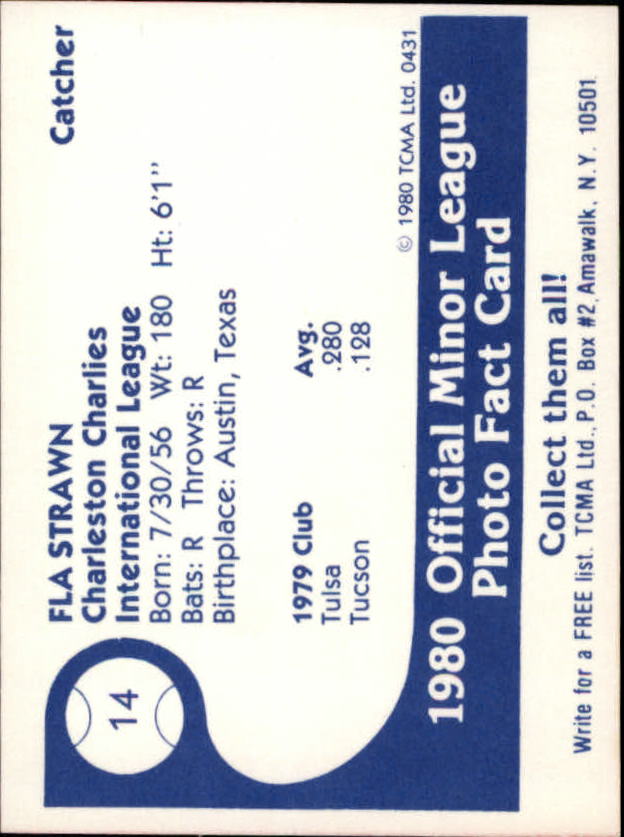 14
FLA STRAWN Catcher
Charleston Charlies
International League
Born: 7/30/56 Wt: 180 Ht: 6'1"
Bats: R Throws: R
Birthplace: Austin, Texas
1979 Club Avg.
Tulsa .280
Tucson .128
© 1980 TCMA Ltd. 0431
1980 Official Minor League
Photo Fact Card
Collect them all!
Write for a FREE list. TCMA Ltd., P.O. Box #2, Amawalk, N.Y. 10501